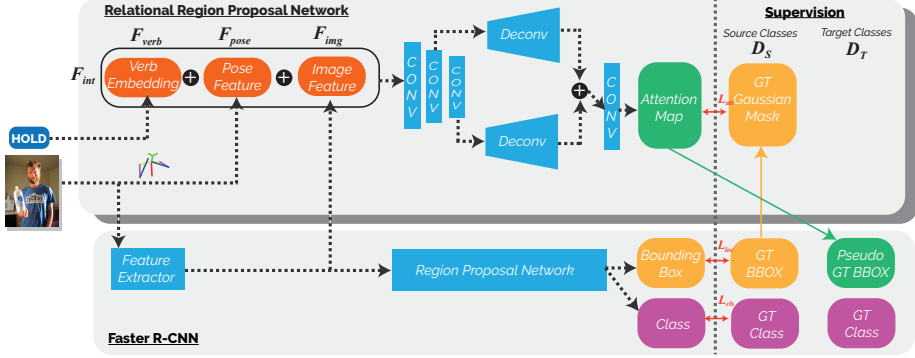 Relational Region Proposal Network
Supervision
F_verb
F_pose
F_img
Source Classes
Target Classes
D_S
D_T
F_int
Verb
Embedding
Pose
Feature
Image
Feature
CONV
CONV
CONV
Deconv
Deconv
CONV
Attention
Map
L_att
GT
Gaussian
Mask
HOLD
Feature
Extractor
Region Proposal Network
Bounding
Box
L_loc
GT
BBOX
Pseudo
GT BBOX
Class
L_cls
GT
Class
GT
Class
Faster R-CNN